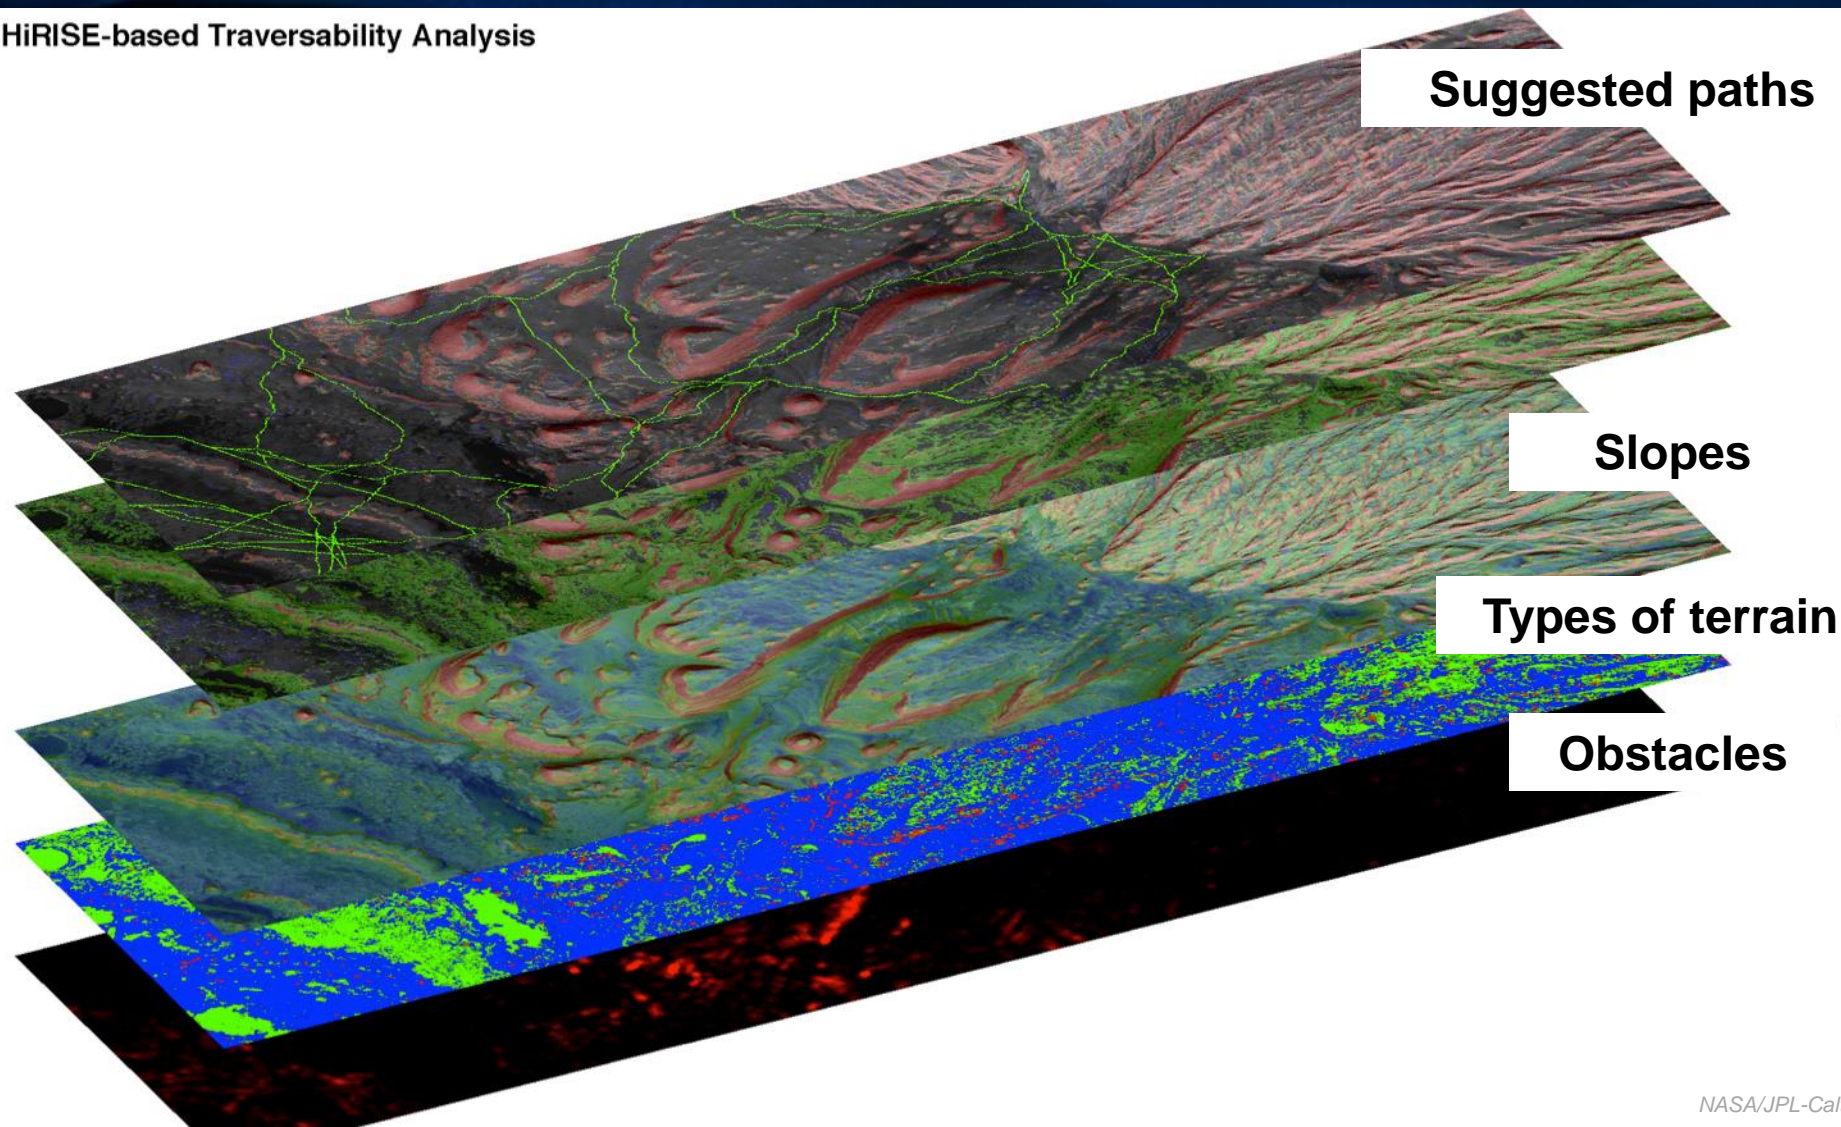 HiRISE-based Traversability Analysis
Suggested paths
Slopes
Types of terrain
Obstacles
NASA/JPL-Cal